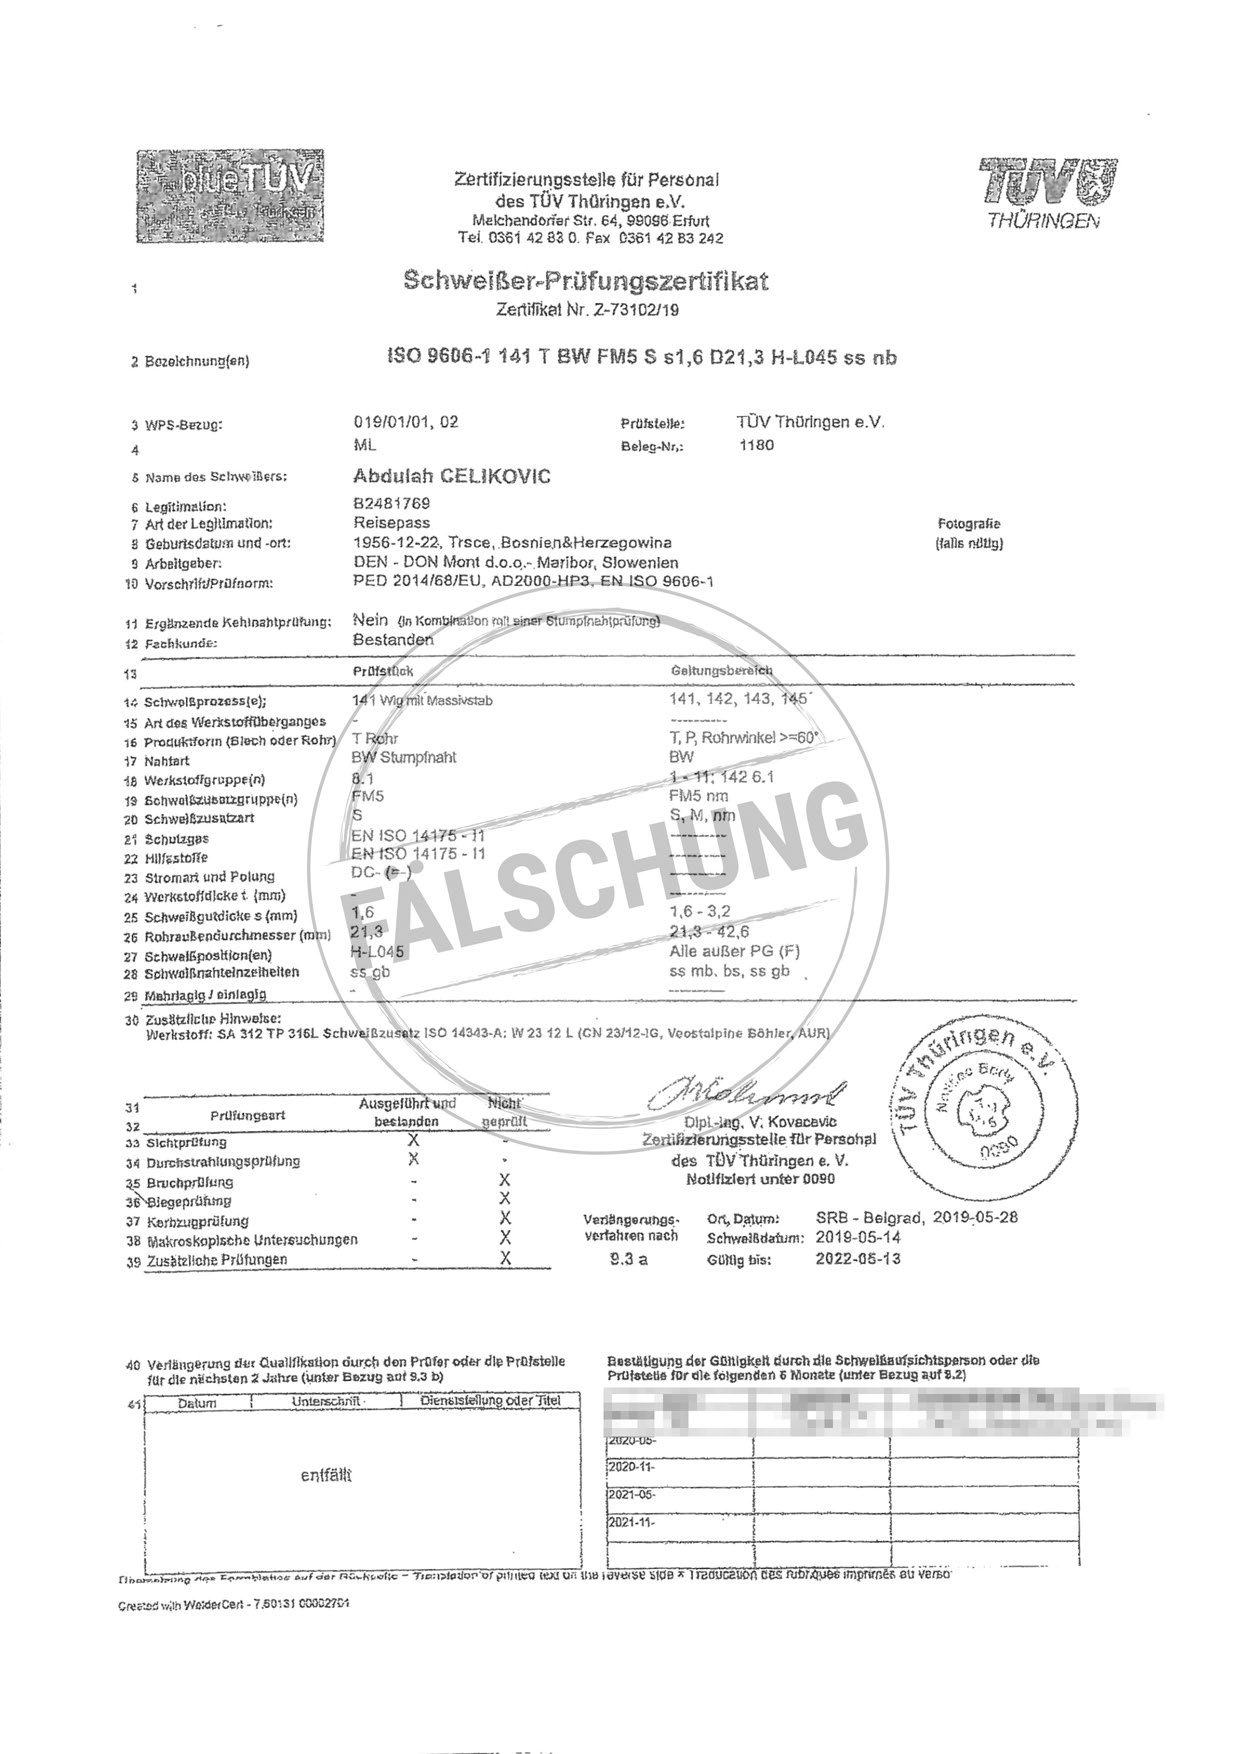 blueTÜV
Zertifizierungsstelle für Personal
des TÜV Thüringen e.V.
Melchendorfer Str. 64, 99096 Erfurt
Tel. 0361 42 83 0. Fax 0361 42 83 242
TÜV
THÜRINGEN
1 Schweißer-Prüfungszertifikat
Zertifikat Nr. Z-73102/19
2 Bezeichnung(en) ISO 9606-1 141 T BW FM5 S s1,6 D21,3 H-L045 ss nb
3 WPS-Bezug: 019/01/01, 02 Prüfstelle: TÜV Thüringen e.V.
4 ML Beleg-Nr.: 1180
5 Name des Schweißers: Abdulah CELIKOVIC
6 Legitimation: B2481769
7 Art der Legitimation: Reisepass Fotografie
8 Geburtsdatum und -ort: 1956-12-22, Trsce, Bosnien&Herzegowina (falls nötig)
9 Arbeitgeber: DEN - DON Mont d.o.o.- Maribor, Slowenien
10 Vorschrift/Prüfnorm: PED 2014/68/EU, AD2000-HP3, EN ISO 9606-1
11 Ergänzende Kehlnahtprüfung: Nein (in Kombination mit einer Stumpfnahtprüfung)
12 Fachkunde: Bestanden
13 Prüfstück Geltungsbereich
14 Schweißprozess(e): 141 Wig mit Massivstab 141, 142, 143, 145
15 Art des Werkstoffüberganges - ----------
16 Produktform (Blech oder Rohr) T Rohr T, P, Rohrwinkel >=60°
17 Nahtart BW Stumpfnaht BW
18 Werkstoffgruppe(n) 8.1 1 - 11; 142 6.1
19 Schweißzusatzgruppe(n) FM5 FM5 nm
20 Schweißzusatzart S S, M, nm
21 Schutzgas EN ISO 14175 - I1 ----------
22 Hilfsstoffe EN ISO 14175 - I1 ----------
23 Stromart und Polung DC- (=-) ----------
24 Werkstoffdicke t (mm) - ----------
25 Schweißgutdicke s (mm) 1,6 1,6 - 3,2
26 Rohraußendurchmesser (mm) 21,3 21,3 - 42,6
27 Schweißposition(en) H-L045 Alle außer PG (F)
28 Schweißnahteinzelheiten ss gb ss mb, bs, ss gb
29 Mehrlagig / einlagig - ----------
FÄLSCHUNG
30 Zusätzliche Hinweise:
Werkstoff: SA 312 TP 316L Schweißzusatz ISO 14343-A: W 23 12 L (CN 23/12-IG, Voestalpine Böhler, AUR)
31 Prüfungsart Ausgeführt und Nicht
32 bestanden geprüft
33 Sichtprüfung X -
34 Durchstrahlungsprüfung X -
35 Bruchprüfung - X
36 Biegeprüfung - X
37 Kerbzugprüfung - X
38 Makroskopische Untersuchungen - X
39 Zusätzliche Prüfungen - X
Dipl.-Ing. V. Kovacevic
Zertifizierungsstelle für Personal
des TÜV Thüringen e. V.
Notifiziert unter 0090
TÜV Thüringen e.V.
Notified Body
0090
Verlängerungs- Ort, Datum: SRB - Belgrad, 2019-05-28
verfahren nach Schweißdatum: 2019-05-14
9.3 a Gültig bis: 2022-05-13
40 Verlängerung der Qualifikation durch den Prüfer oder die Prüfstelle
für die nächsten 2 Jahre (unter Bezug auf 9.3 b)
41 Datum Unterschrift Dienststellung oder Titel
entfällt
Bestätigung der Gültigkeit durch die Schweißaufsichtsperson oder die
Prüfstelle für die folgenden 6 Monate (unter Bezug auf 9.2)
2020-05-
2020-11-
2021-05-
2021-11-
auf der Rückseite – Translation of printed text on the reverse side * Traduction des rubriques imprimés au verso
Created with WelderCert - 7.50131 00002701